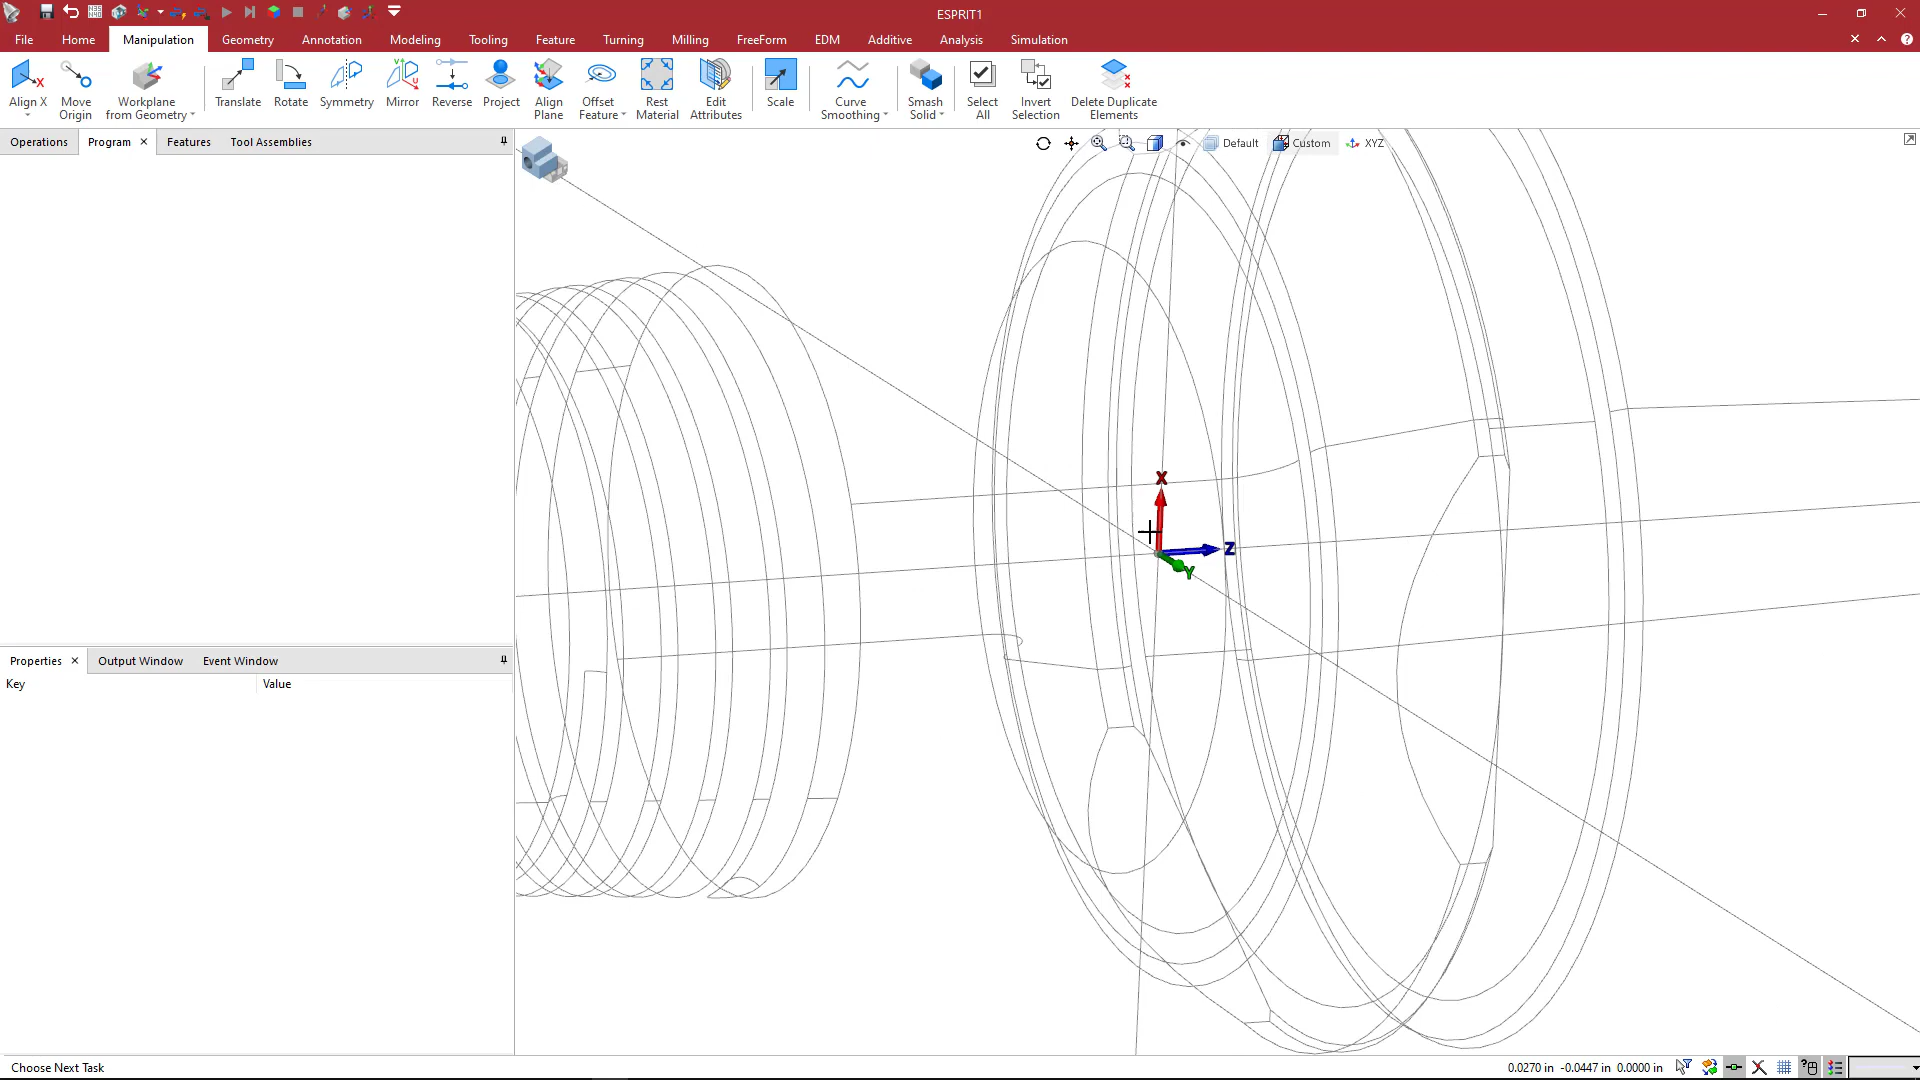 ESPRIT1
File Home Manipulation Geometry Annotation Modeling Tooling Feature Turning Milling FreeForm EDM Additive Analysis Simulation
Align X Move Origin Workplane from Geometry Translate Rotate Symmetry Mirror Reverse Project Align Plane Offset Feature Rest Material Edit Attributes Scale Curve Smoothing Smash Solid Select All Invert Selection Delete Duplicate Elements
Operations Program Features Tool Assemblies
Default Custom XYZ
X
Z
Y
Properties Output Window Event Window
Key Value
Choose Next Task
0.0270 in -0.0447 in 0.0000 in